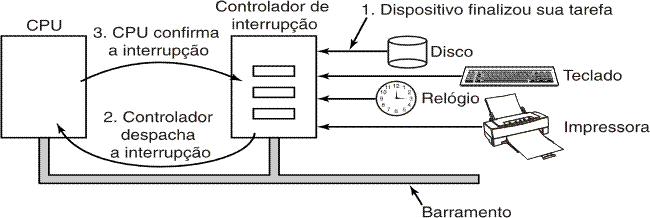 CPU
3. CPU confirma
a interrupção
2. Controlador
despacha
a interrupção
Controlador de
interrupção
1. Dispositivo finalizou sua tarefa
Disco
Teclado
Relógio
Impressora
Barramento